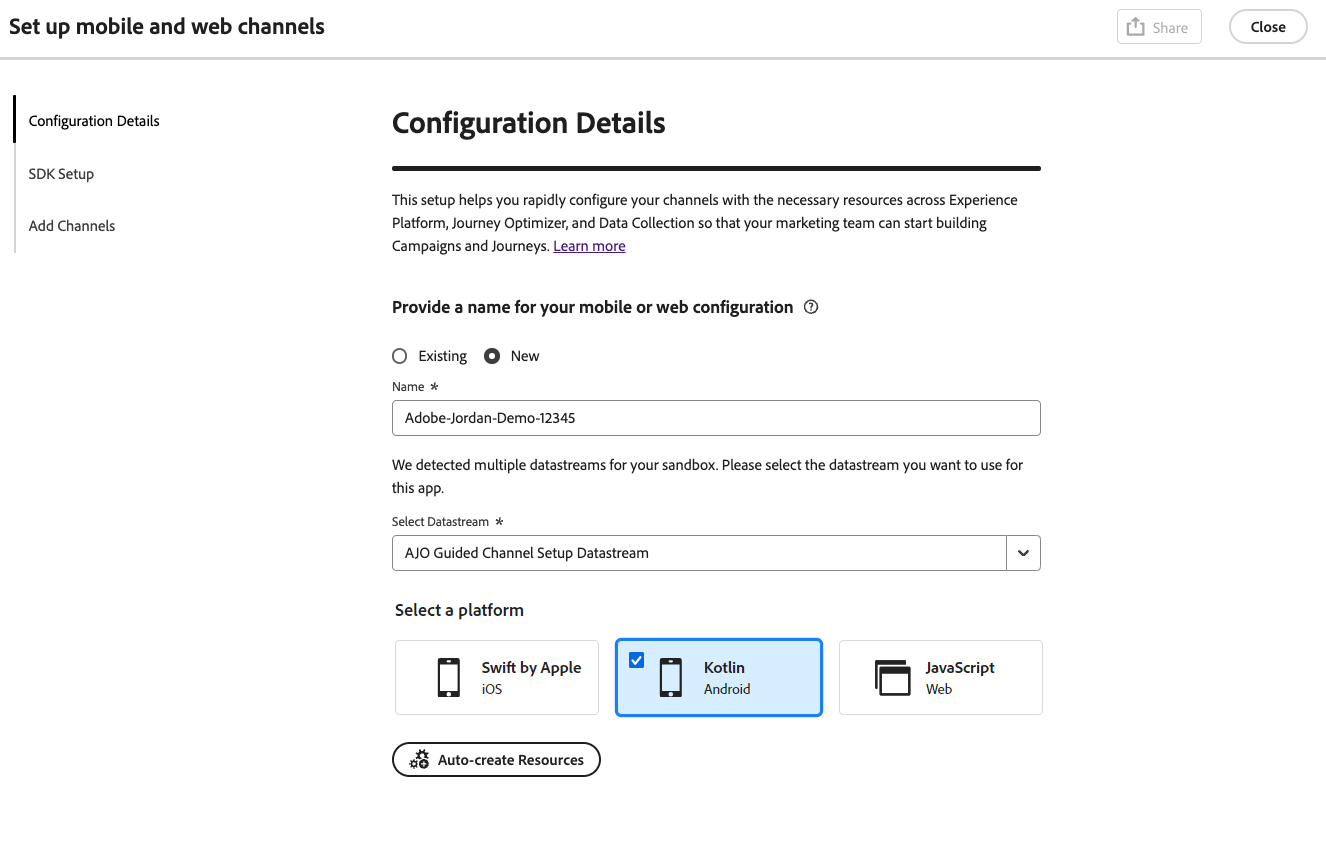 Set up mobile and web channels
Share
Close
Configuration Details
SDK Setup
Add Channels
Configuration Details
This setup helps you rapidly configure your channels with the necessary resources across Experience
Platform, Journey Optimizer, and Data Collection so that your marketing team can start building
Campaigns and Journeys. Learn more
Provide a name for your mobile or web configuration ?
Existing
New
Name *
Adobe-Jordan-Demo-12345
We detected multiple datastreams for your sandbox. Please select the datastream you want to use for
this app.
Select Datastream *
AJO Guided Channel Setup Datastream
Select a platform
Swift by Apple
iOS
Kotlin
Android
JavaScript
Web
Auto-create Resources